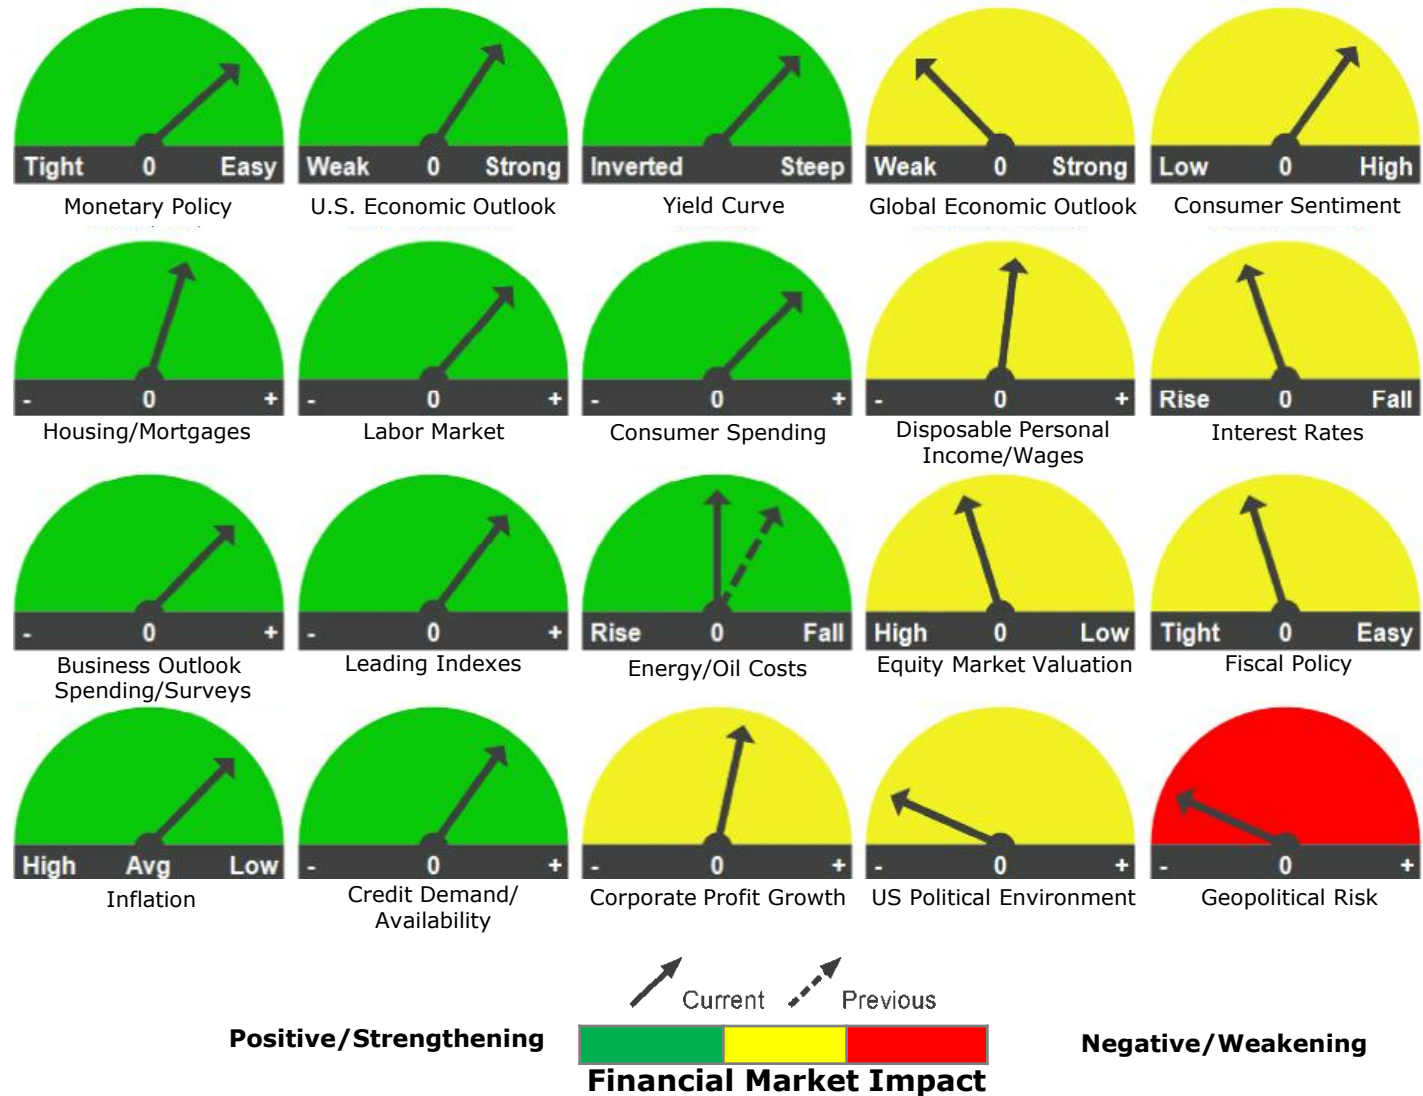 Tight 0 Easy
Weak 0 Strong
Inverted Steep
Weak 0 Strong
Low 0 High
Monetary Policy
U.S. Economic Outlook
Yield Curve
Global Economic Outlook
Consumer Sentiment
- 0 +
- 0 +
- 0 +
- 0 +
Rise 0 Fall
Housing/Mortgages
Labor Market
Consumer Spending
Disposable Personal
Income/Wages
Interest Rates
- 0 +
- 0 +
Rise 0 Fall
High 0 Low
Tight 0 Easy
Business Outlook
Spending/Surveys
Leading Indexes
Energy/Oil Costs
Equity Market Valuation
Fiscal Policy
High Avg Low
- 0 +
- 0 +
- 0 +
- 0 +
Inflation
Credit Demand/
Availability
Corporate Profit Growth
US Political Environment
Geopolitical Risk
Current Previous
Positive/Strengthening
Negative/Weakening
Financial Market Impact